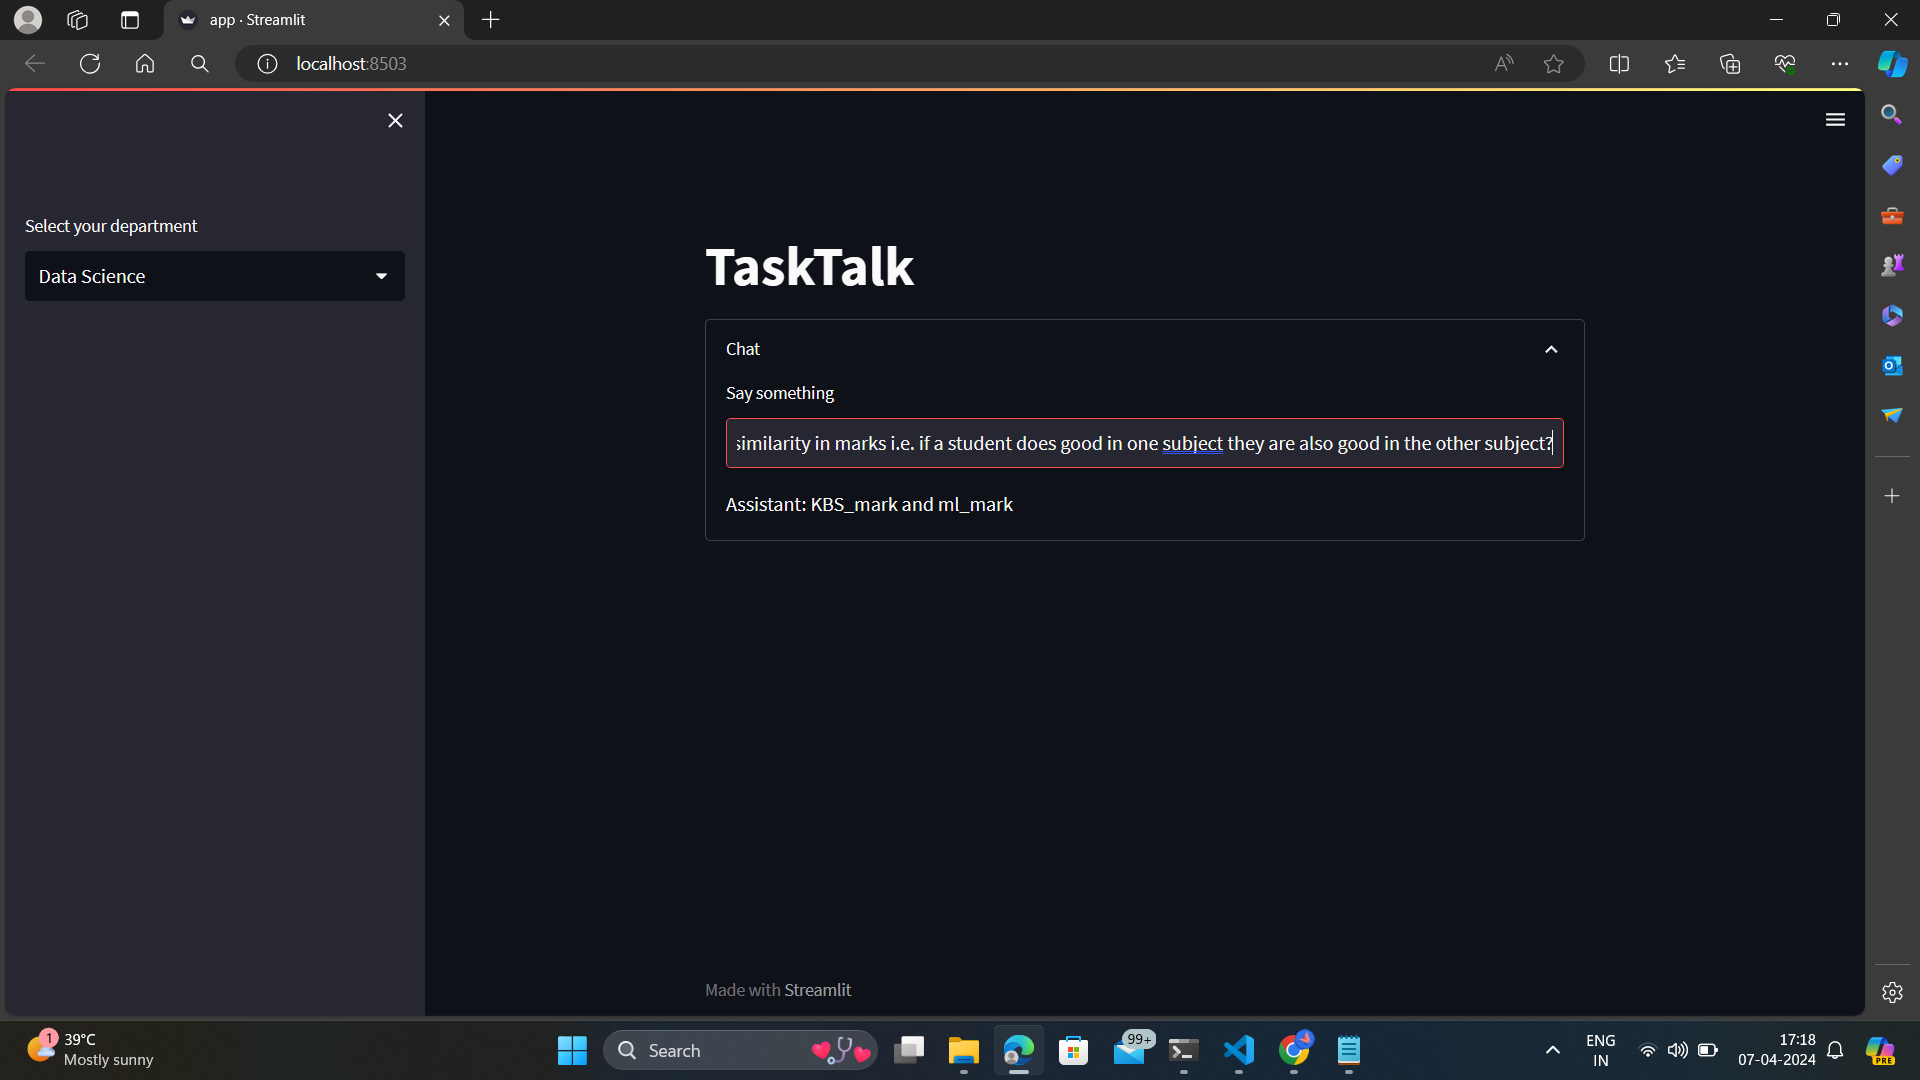 app · Streamlit
localhost:8503
Select your department
Data Science
TaskTalk
Chat
Say something
similarity in marks i.e. if a student does good in one subject they are also good in the other subject?
Assistant: KBS_mark and ml_mark
Made with Streamlit
1
39°C
Mostly sunny
Search
99+
ENG
IN
17:18
07-04-2024
PRE